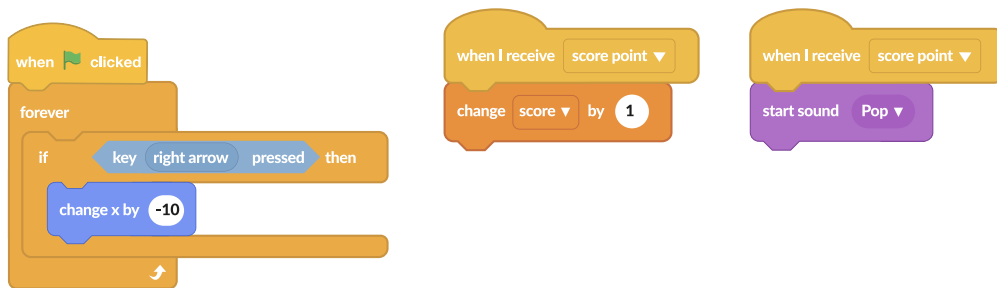 when clicked
forever
if key right arrow pressed then
change x by -10
when I receive score point ▼
change score ▼ by 1
when I receive score point ▼
start sound Pop ▼